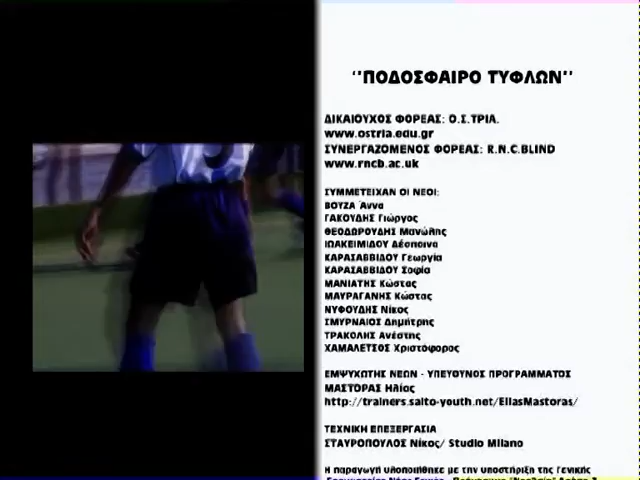 ''ΠΟΔΟΣΦΑΙΡΟ ΤΥΦΛΩΝ''
ΔΙΚΑΙΟΥΧΟΣ ΦΟΡΕΑΣ: Ο.Σ.ΤΡΙΑ.
www.ostria.edu.gr
ΣΥΝΕΡΓΑΖΟΜΕΝΟΣ ΦΟΡΕΑΣ: R.N.C.BLIND
www.rncb.ac.uk
ΣΥΜΜΕΤΕΙΧΑΝ ΟΙ ΝΕΟΙ:
ΒΟΥΖΑ Άννα
ΓΑΚΟΥΔΗΣ Γιώργος
ΘΕΟΔΩΡΟΥΔΗΣ Μανώλης
ΙΩΑΚΕΙΜΙΔΟΥ Δέσποινα
ΚΑΡΑΣΑΒΒΙΔΟΥ Γεωργία
ΚΑΡΑΣΑΒΒΙΔΟΥ Σοφία
ΜΑΝΙΑΤΗΣ Κώστας
ΜΑΥΡΑΓΑΝΗΣ Κώστας
ΝΥΦΟΥΔΗΣ Νίκος
ΣΜΥΡΝΑΙΟΣ Δημήτρης
ΤΡΑΚΟΛΗΣ Ανέστης
ΧΑΜΑΛΕΤΣΟΣ Χριστόφορος
ΕΜΨΥΧΩΤΗΣ ΝΕΩΝ - ΥΠΕΥΘΥΝΟΣ ΠΡΟΓΡΑΜΜΑΤΟΣ
ΜΑΣΤΟΡΑΣ Ηλίας
http://trainers.salto-youth.net/EliasMastoras/
ΤΕΧΝΙΚΗ ΕΠΕΞΕΡΓΑΣΙΑ
ΣΤΑΥΡΟΠΟΥΛΟΣ Νίκος/ Studio Milano
Η παραγωγή υλοποιήθηκε με την υποστήριξη της Γενικής